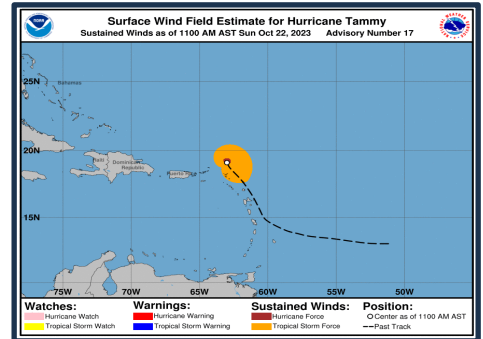 Surface Wind Field Estimate for Hurricane Tammy
Sustained Winds as of 1100 AM AST Sun Oct 22, 2023 Advisory Number 17
NOAA
Bahamas
25N
20N
Haiti
Dominican
Republic
Puerto Rico
15N
75W 70W 65W 60W 55W 50W
Watches: Warnings: Sustained Winds: Position:
Hurricane Watch Hurricane Warning Hurricane Force Center as of 1100 AM AST
Tropical Storm Watch Tropical Storm Warning Tropical Storm Force Past Track